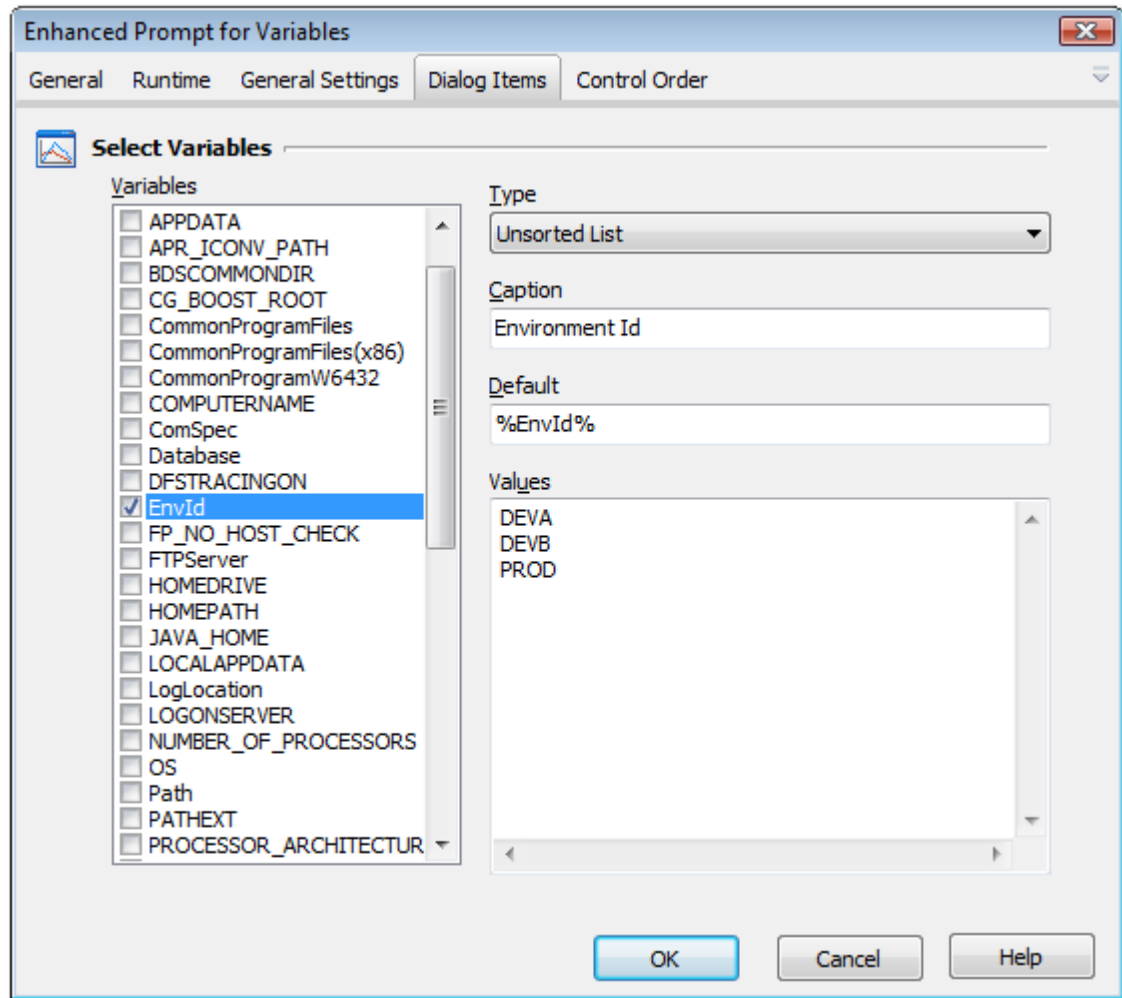 Enhanced Prompt for Variables
General Runtime General Settings Dialog Items Control Order
Select Variables
Variables
APPDATA
APR_ICONV_PATH
BDSCOMMONDIR
CG_BOOST_ROOT
CommonProgramFiles
CommonProgramFiles(x86)
CommonProgramW6432
COMPUTERNAME
ComSpec
Database
DFSTRACINGON
EnvId
FP_NO_HOST_CHECK
FTPServer
HOMEDRIVE
HOMEPATH
JAVA_HOME
LOCALAPPDATA
LogLocation
LOGONSERVER
NUMBER_OF_PROCESSORS
OS
Path
PATHEXT
PROCESSOR_ARCHITECTUR
Type
Unsorted List
Caption
Environment Id
Default
%EnvId%
Values
DEVA
DEVB
PROD
OK Cancel Help